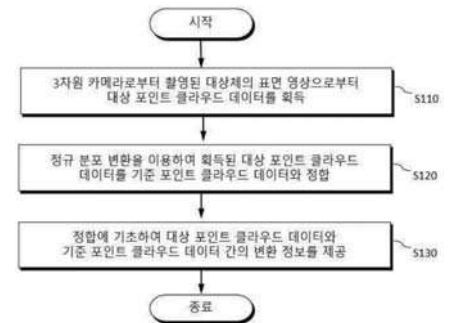 시작
3차원 카메라로부터 촬영된 대상체의 표면 영상으로부터
대상 포인트 클라우드 데이터를 획득
S110
정규 분포 변환을 이용하여 획득된 대상 포인트 클라우드
데이터를 기준 포인트 클라우드 데이터와 정합
S120
정합에 기초하여 대상 포인트 클라우드 데이터와
기준 포인트 클라우드 데이터 간의 변환 정보를 제공
S130
종료